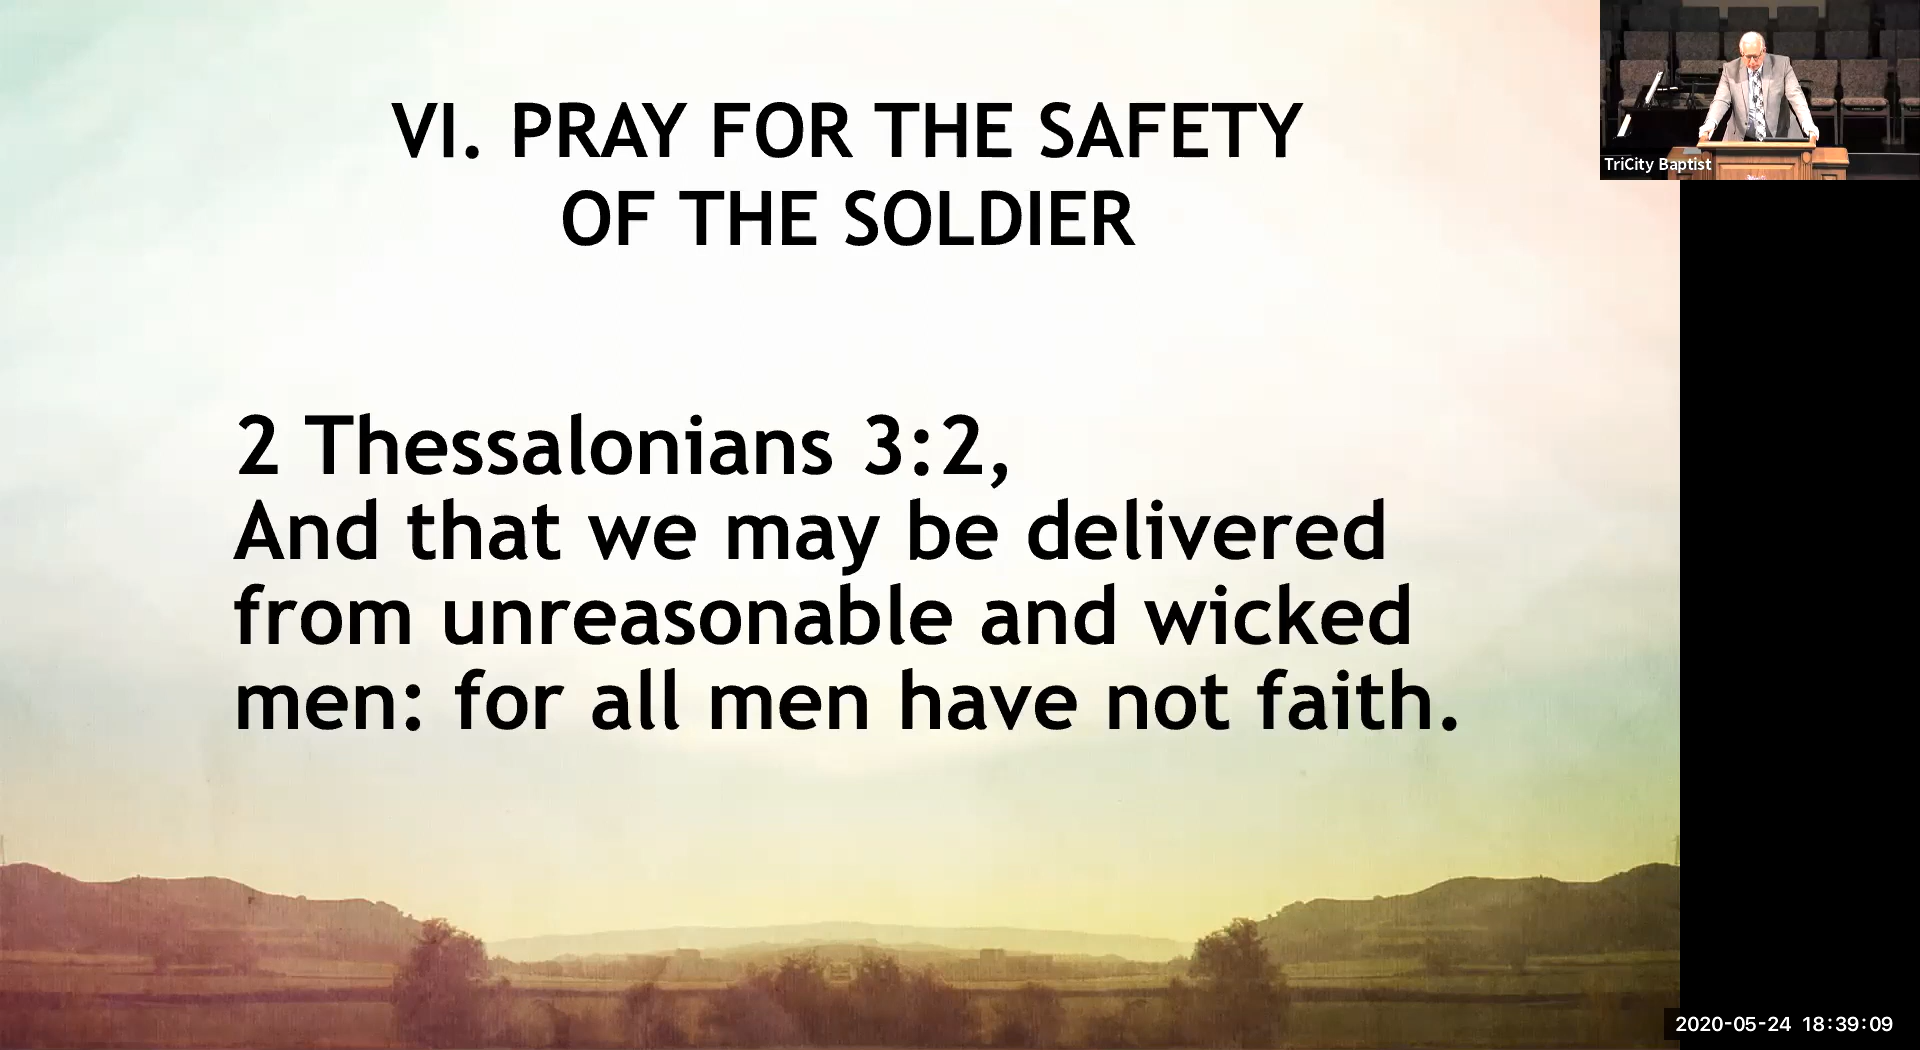 VI. PRAY FOR THE SAFETY
OF THE SOLDIER
2 Thessalonians 3:2,
And that we may be delivered
from unreasonable and wicked
men: for all men have not faith.
TriCity Baptist
2020-05-24 18:39:09